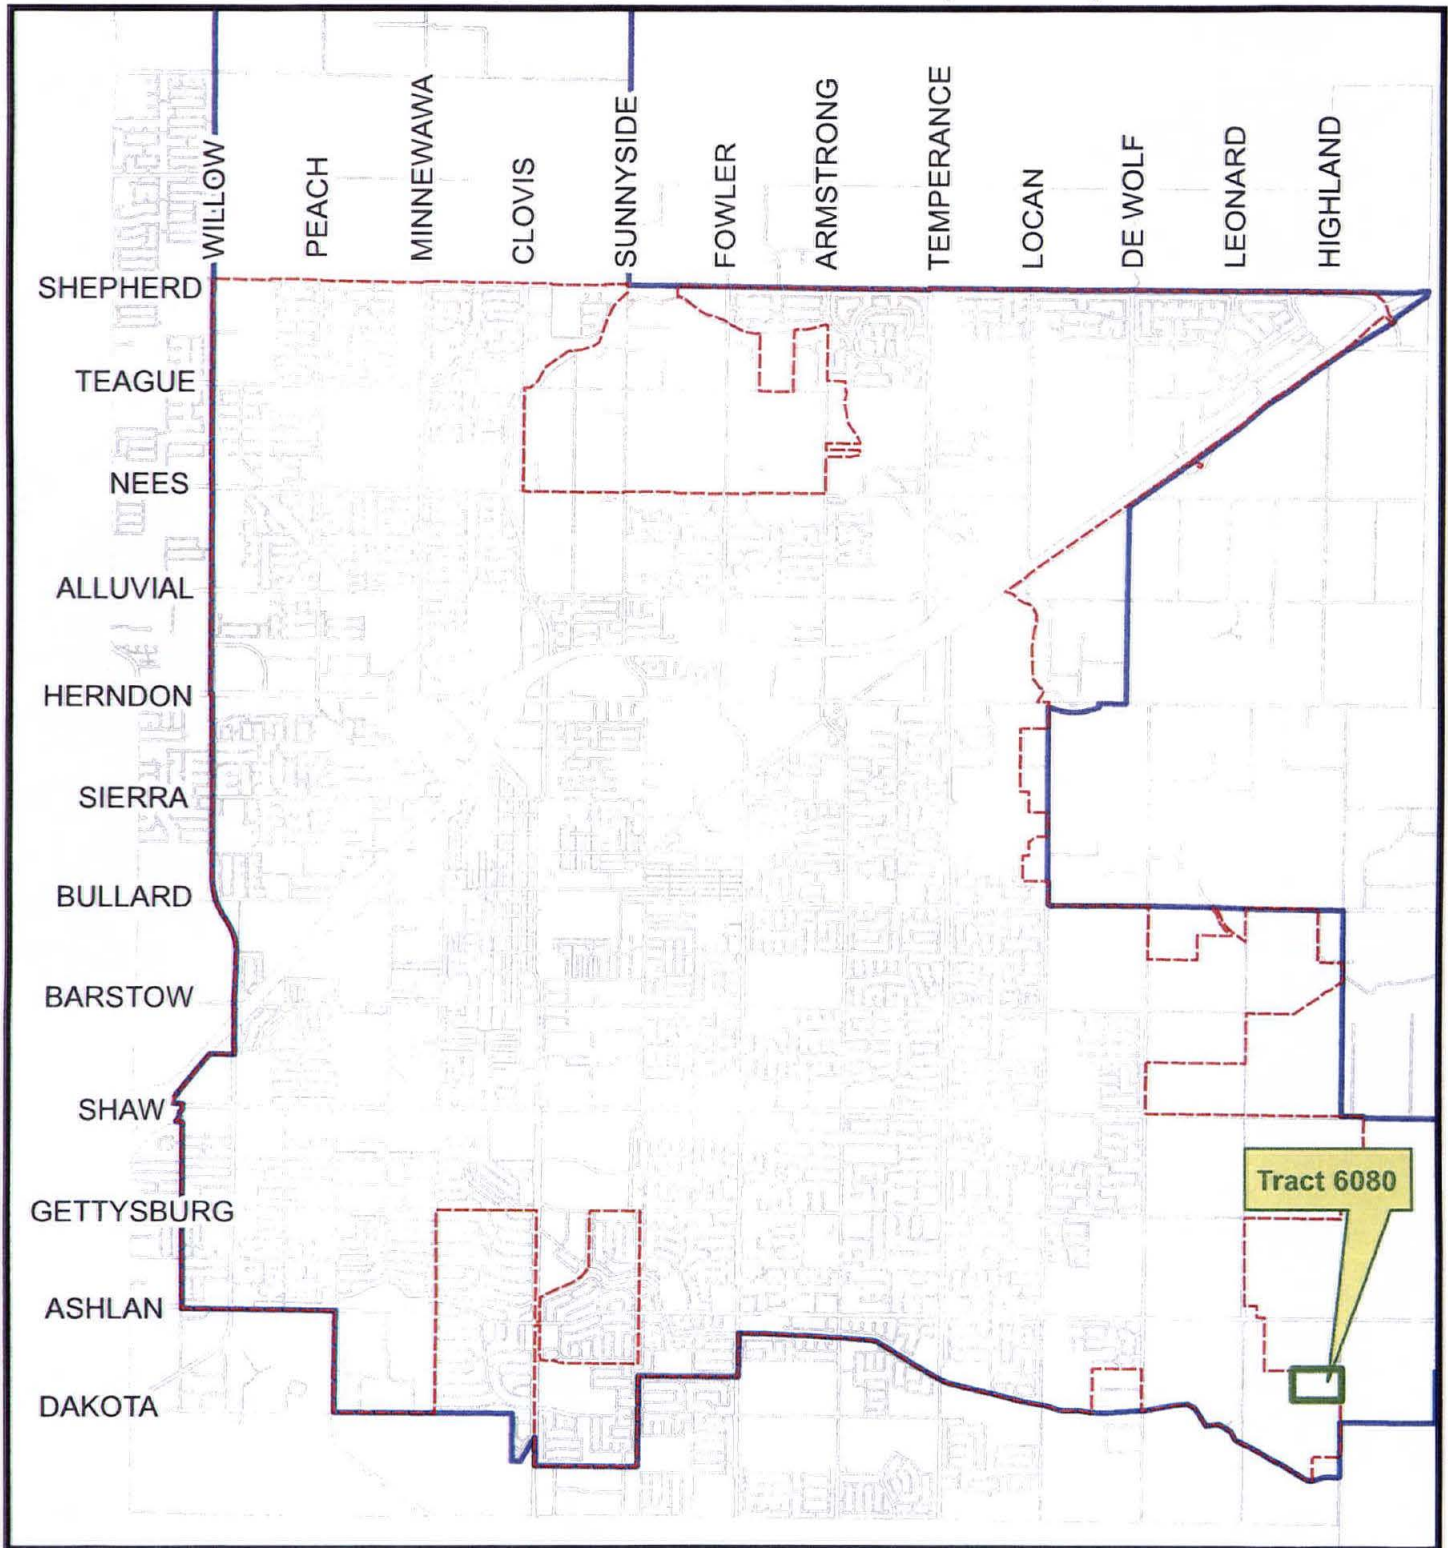 WILLOW
PEACH
MINNEWAWA
CLOVIS
SUNNYSIDE
FOWLER
ARMSTRONG
TEMPERANCE
LOCAN
DE WOLF
LEONARD
HIGHLAND
SHEPHERD
TEAGUE
NEES
ALLUVIAL
HERNDON
SIERRA
BULLARD
BARSTOW
SHAW
GETTYSBURG
ASHLAN
DAKOTA
Tract 6080